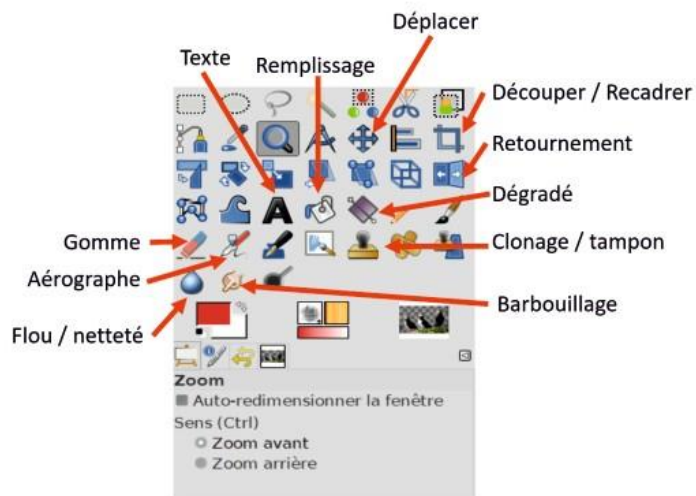 Déplacer
Texte
Remplissage
Découper / Recadrer
Retournement
Dégradé
Gomme
Clonage / tampon
Aérographe
Barbouillage
Flou / netteté
Zoom
Auto-redimensionner la fenêtre
Sens (Ctrl)
Zoom avant
Zoom arrière